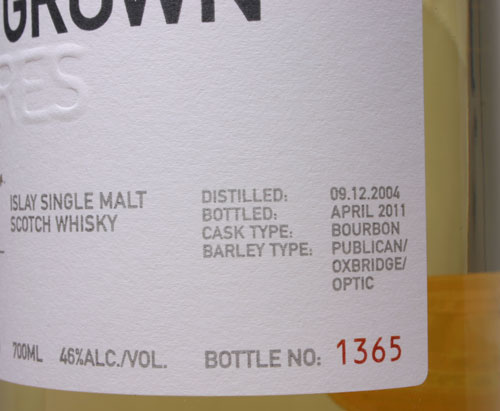 GROWN
RES
ISLAY SINGLE MALT
SCOTCH WHISKY
DISTILLED: 09.12.2004
BOTTLED: APRIL 2011
CASK TYPE: BOURBON
BARLEY TYPE: PUBLICAN/
OXBRIDGE/
OPTIC
700ML 46%ALC./VOL.
BOTTLE NO: 1365